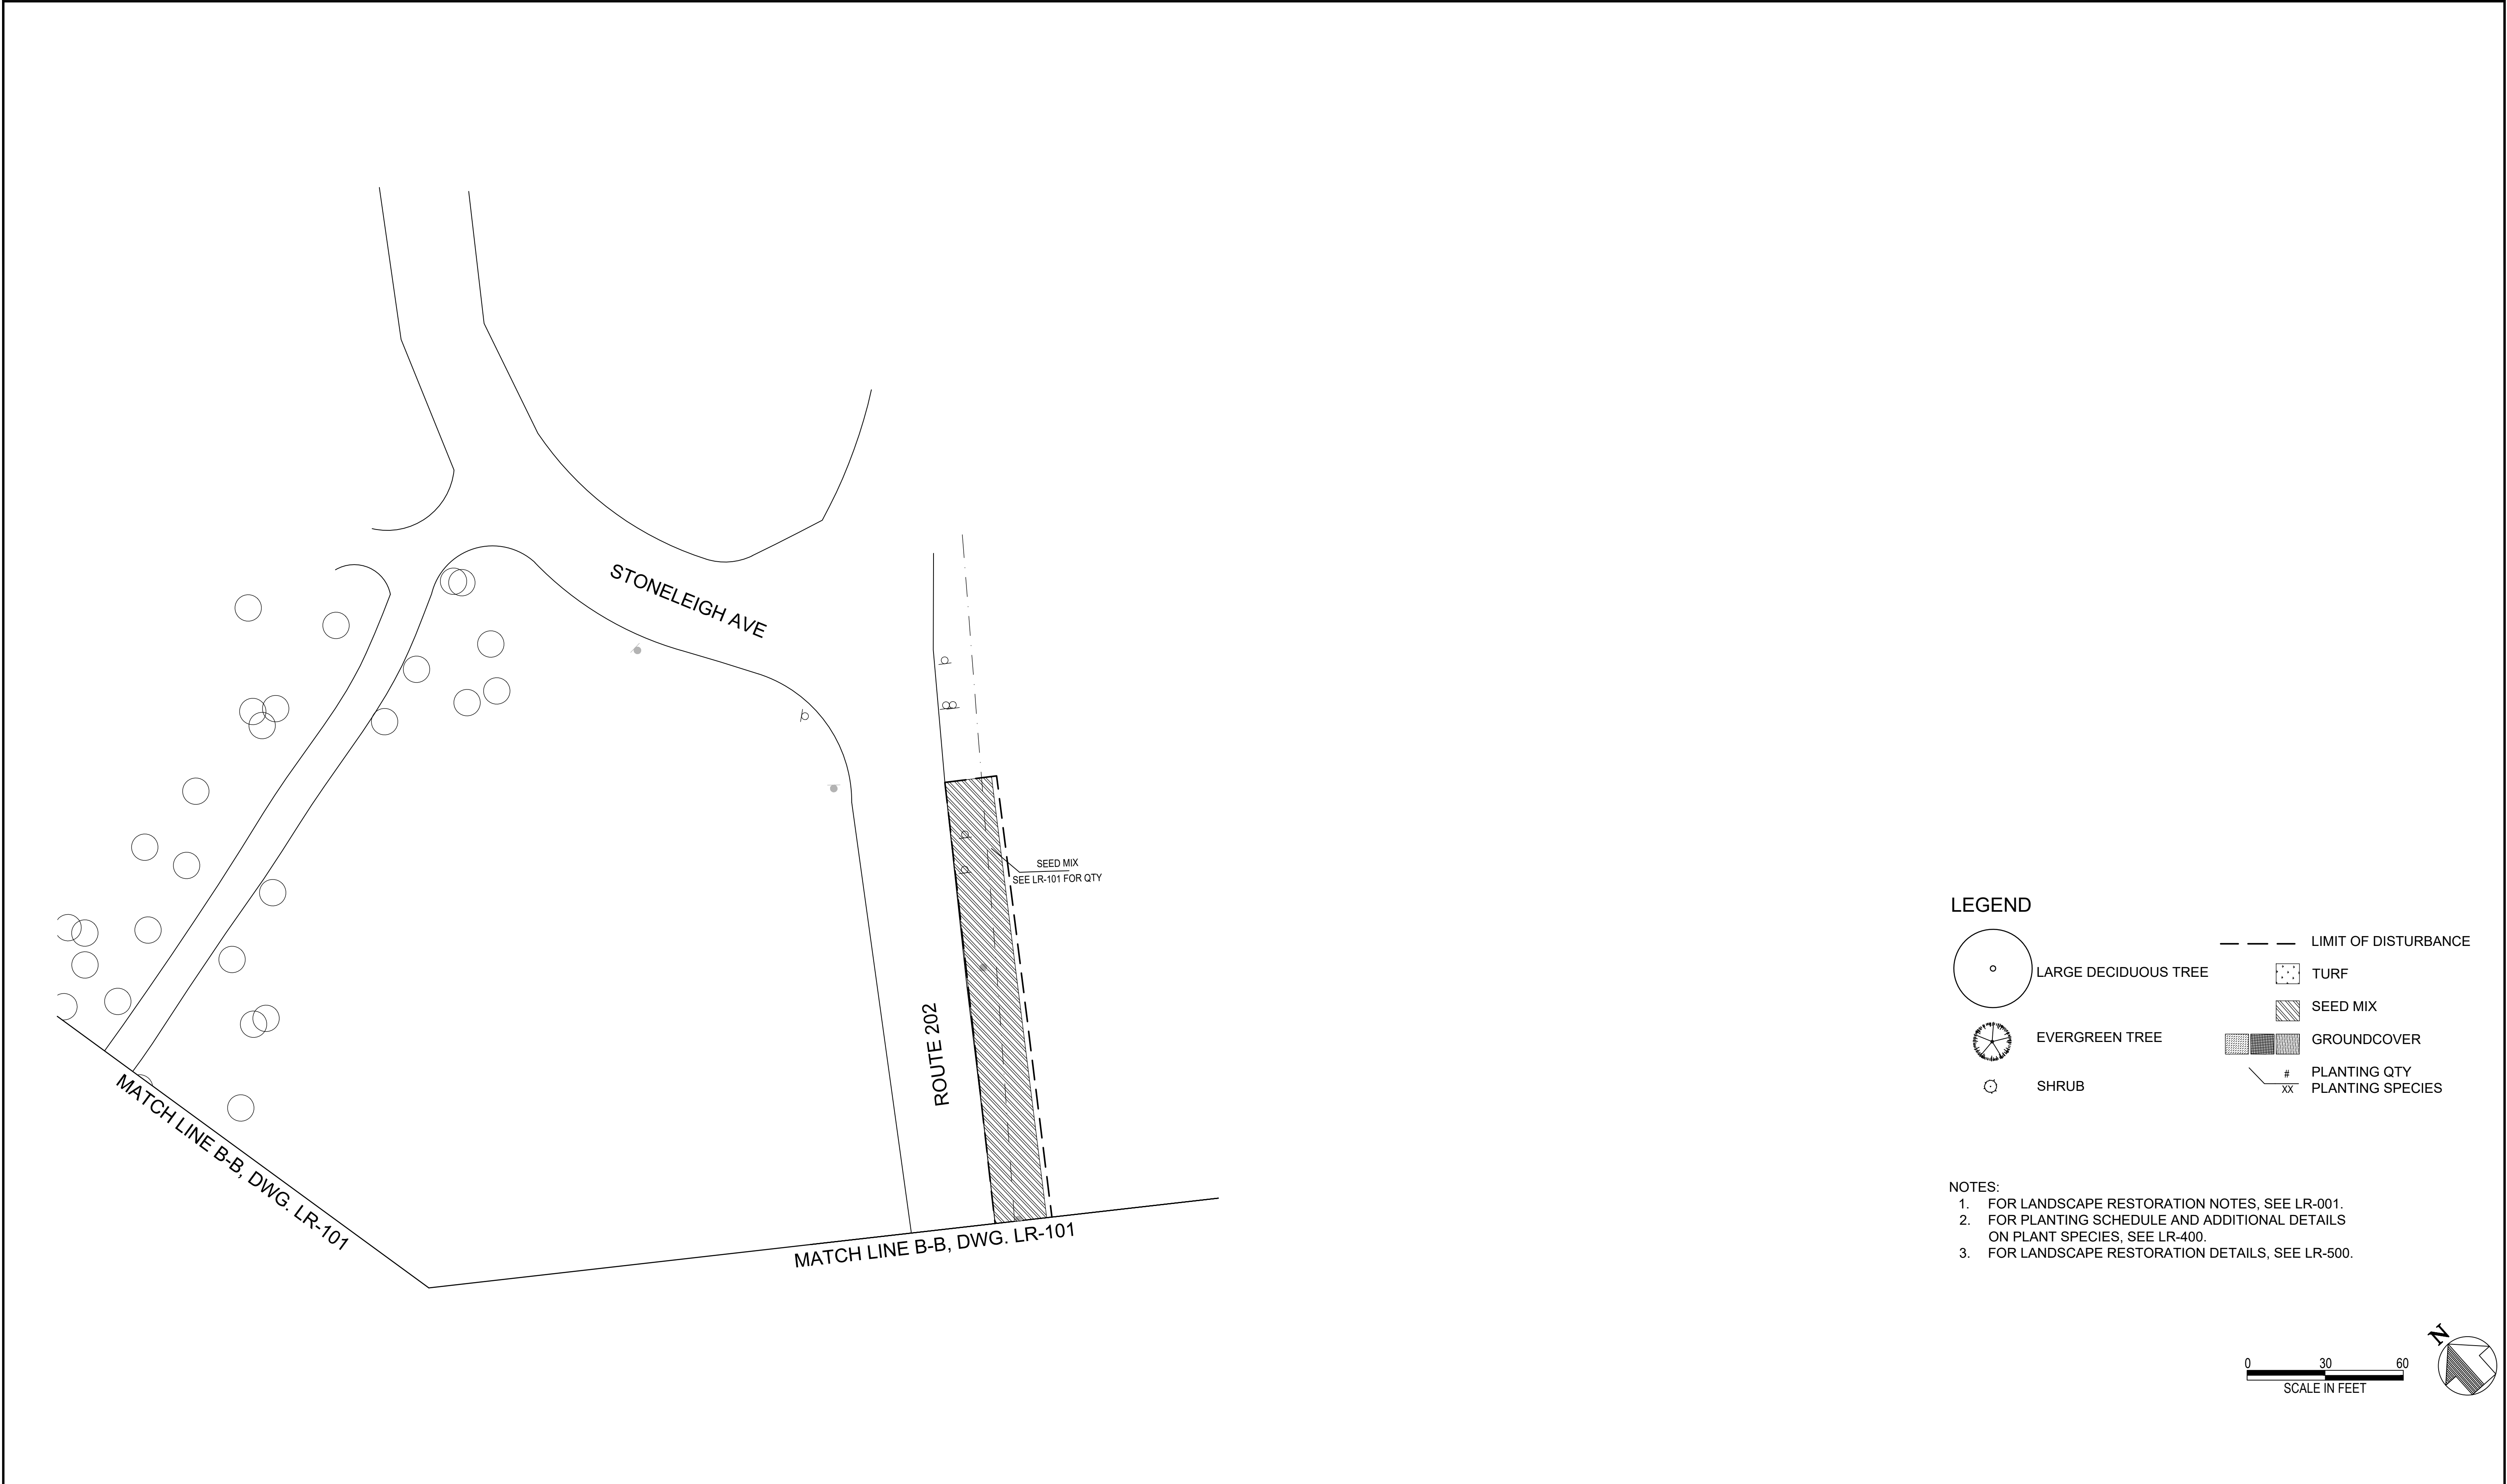 STONELEIGH AVE
SEED MIX
SEE LR-101 FOR QTY
ROUTE 202
MATCH LINE B-B, DWG. LR-101
MATCH LINE B-B, DWG. LR-101
LEGEND
LARGE DECIDUOUS TREE
EVERGREEN TREE
SHRUB
LIMIT OF DISTURBANCE
TURF
SEED MIX
GROUNDCOVER
# PLANTING QTY
XX PLANTING SPECIES
NOTES:
1. FOR LANDSCAPE RESTORATION NOTES, SEE LR-001.
2. FOR PLANTING SCHEDULE AND ADDITIONAL DETAILS
ON PLANT SPECIES, SEE LR-400.
3. FOR LANDSCAPE RESTORATION DETAILS, SEE LR-500.
N
0 30 60
SCALE IN FEET